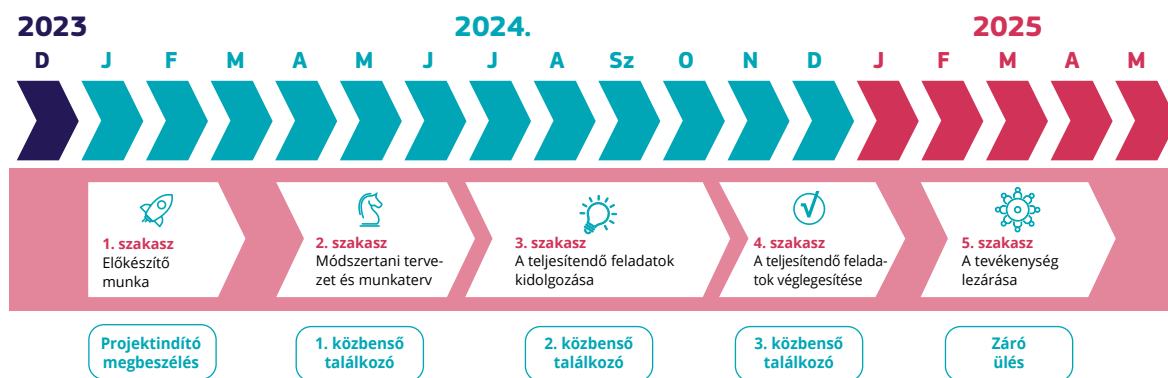 2023 2024. 2025
D J F M A M J J A Sz O N D J F M A M
1. szakasz
Előkészítő
munka
2. szakasz
Módszertani terve-
zet és munkaterv
3. szakasz
A teljesítendő feladatok
kidolgozása
4. szakasz
A teljesítendő felada-
tok véglegesítése
5. szakasz
A tevékenység
lezárása
Projektindító
megbeszélés
1. közbenső
találkozó
2. közbenső
találkozó
3. közbenső
találkozó
Záró
ülés